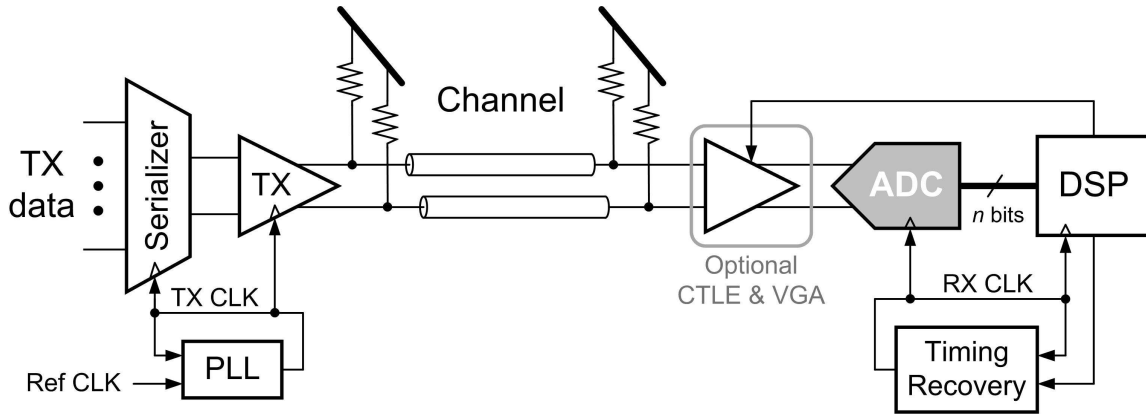 Channel
TX
data
Serializer
TX
ADC
n bits
DSP
Optional
CTLE & VGA
TX CLK
RX CLK
PLL
Ref CLK
Timing
Recovery